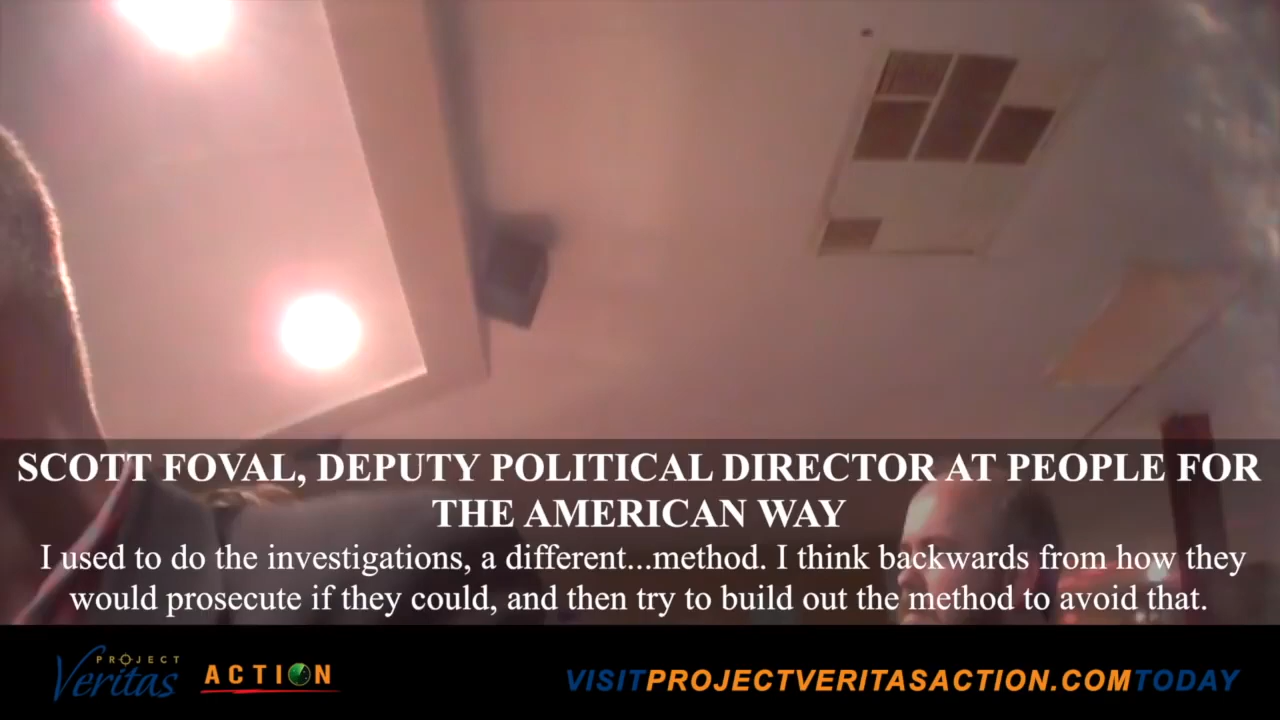 SCOTT FOVAL, DEPUTY POLITICAL DIRECTOR AT PEOPLE FOR
THE AMERICAN WAY
I used to do the investigations, a different...method. I think backwards from how they
would prosecute if they could, and then try to build out the method to avoid that.
PROJECT
Veritas ACTION
VISITPROJECTVERITASACTION.COMTODAY